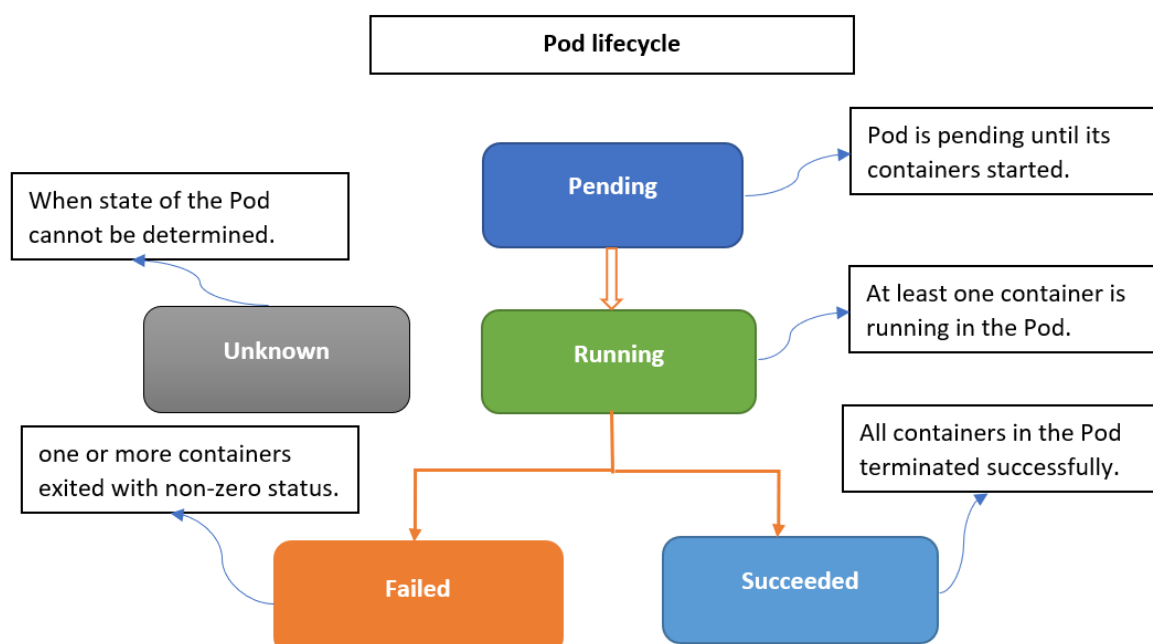 Pod lifecycle
Pending
Pod is pending until its
containers started.
When state of the Pod
cannot be determined.
Unknown
Running
At least one container is
running in the Pod.
one or more containers
exited with non-zero status.
All containers in the Pod
terminated successfully.
Failed
Succeeded